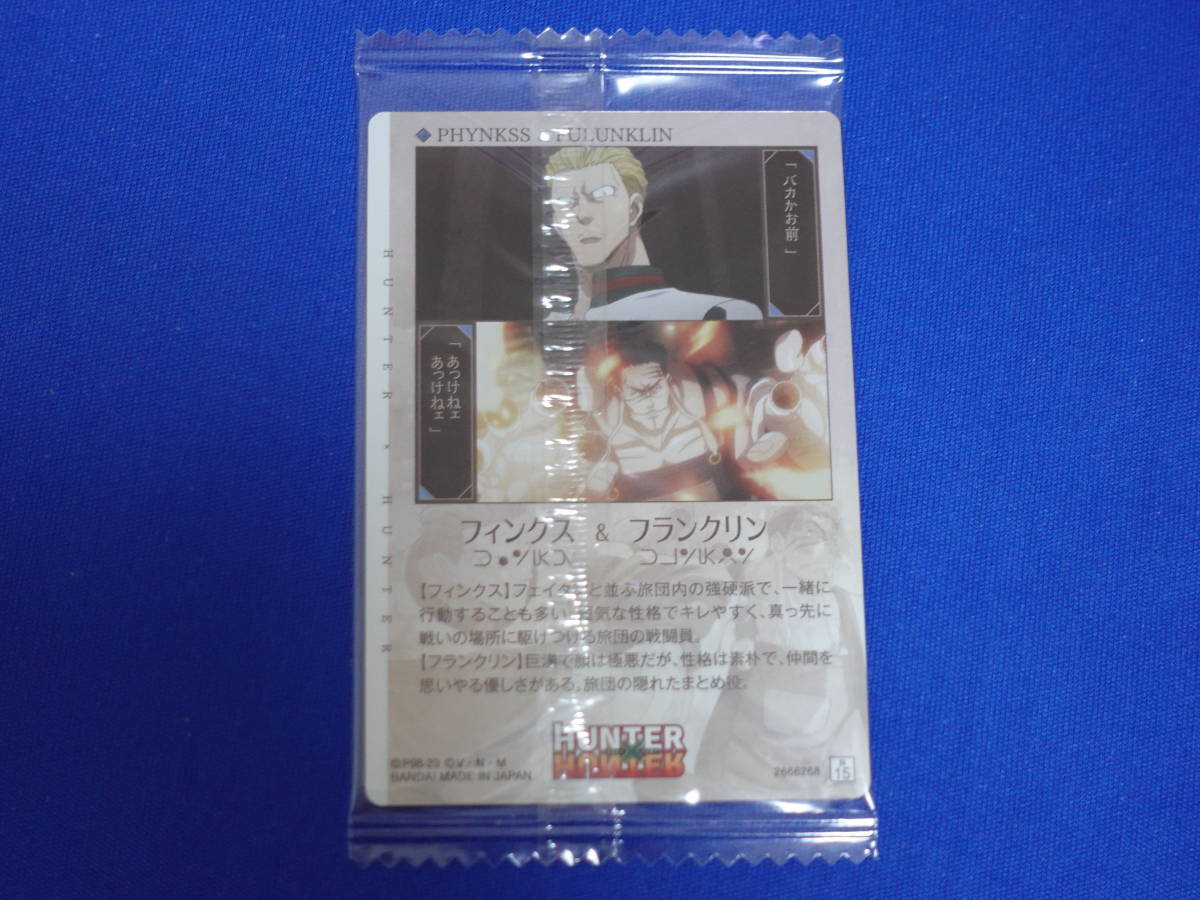 PHYNKSS FULUNKLIN
「バカかお前」
「あっけねェ
あっけねェ」
HUNTER × HUNTER
フィンクス & フランクリン
【フィンクス】フェイタンと並ぶ旅団内の強硬派で、一緒に
行動することも多い。短気な性格でキレやすく、真っ先に
戦いの場所に駆けつける旅団の戦闘員。
【フランクリン】巨漢で顔は極悪だが、性格は素朴で、仲間を
思いやる優しさがある。旅団の隠れたまとめ役。
HUNTER
HUNTER
©P98-23 ©V・N・M
BANDAI MADE IN JAPAN
2666268
N
15